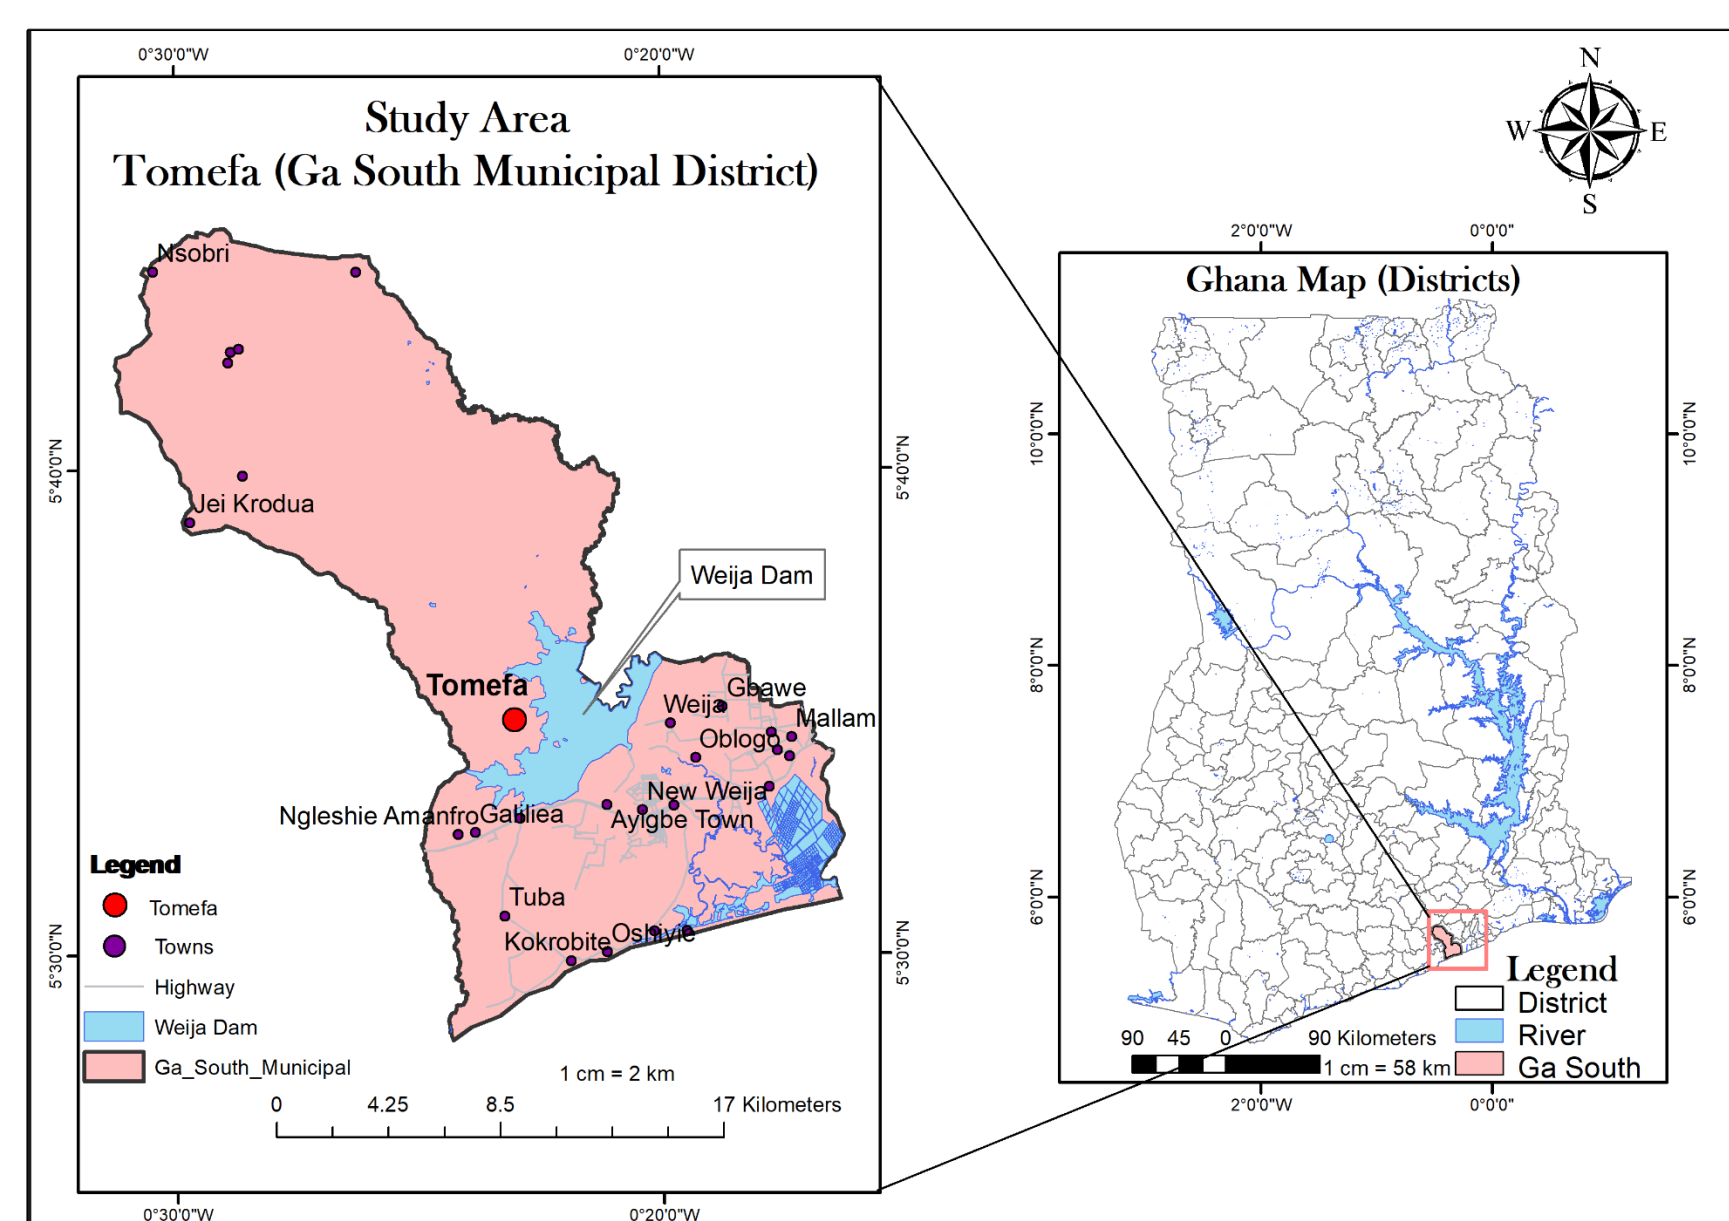 0°30'0"W
0°20'0"W
Study Area
Tomefa (Ga South Municipal District)
Nsobri
5°40'0"N
5°40'0"N
Jei Krodua
Weija Dam
Tomefa
Gbawe
Weija
Mallam
Oblogo
New Weija
Ngleshie Amanfro
Galiliea
Ayigbe Town
Legend
Tomefa
Towns
Highway
Weija Dam
Ga_South_Municipal
Tuba
Kokrobite
Oshiyie
5°30'0"N
5°30'0"N
1 cm = 2 km
0 4.25 8.5 17 Kilometers
0°30'0"W
0°20'0"W
N
W E
S
2°0'0"W
0°0'0"
Ghana Map (Districts)
10°0'0"N
10°0'0"N
8°0'0"N
8°0'0"N
6°0'0"N
6°0'0"N
Legend
District
River
Ga South
90 45 0 90 Kilometers
1 cm = 58 km
2°0'0"W
0°0'0"